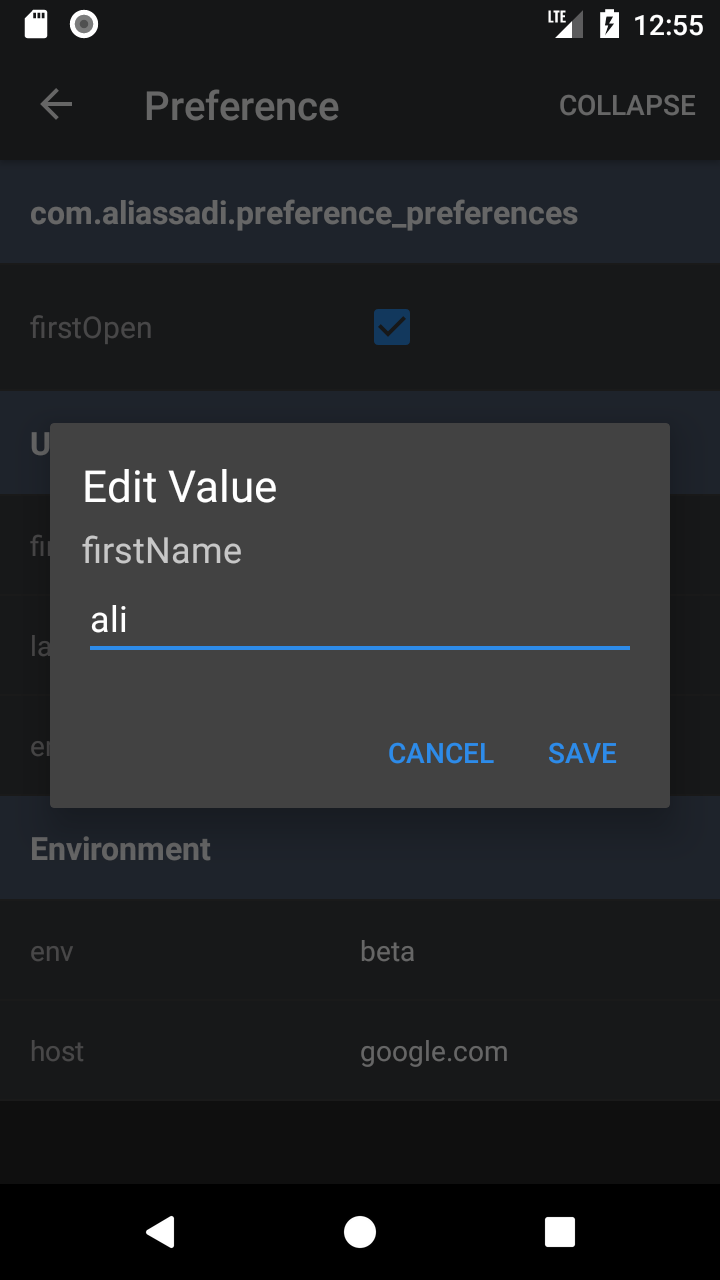 LTE 12:55
Preference COLLAPSE
com.aliassadi.preference_preferences
firstOpen
Edit Value
firstName
ali
CANCEL SAVE
Environment
env beta
host google.com